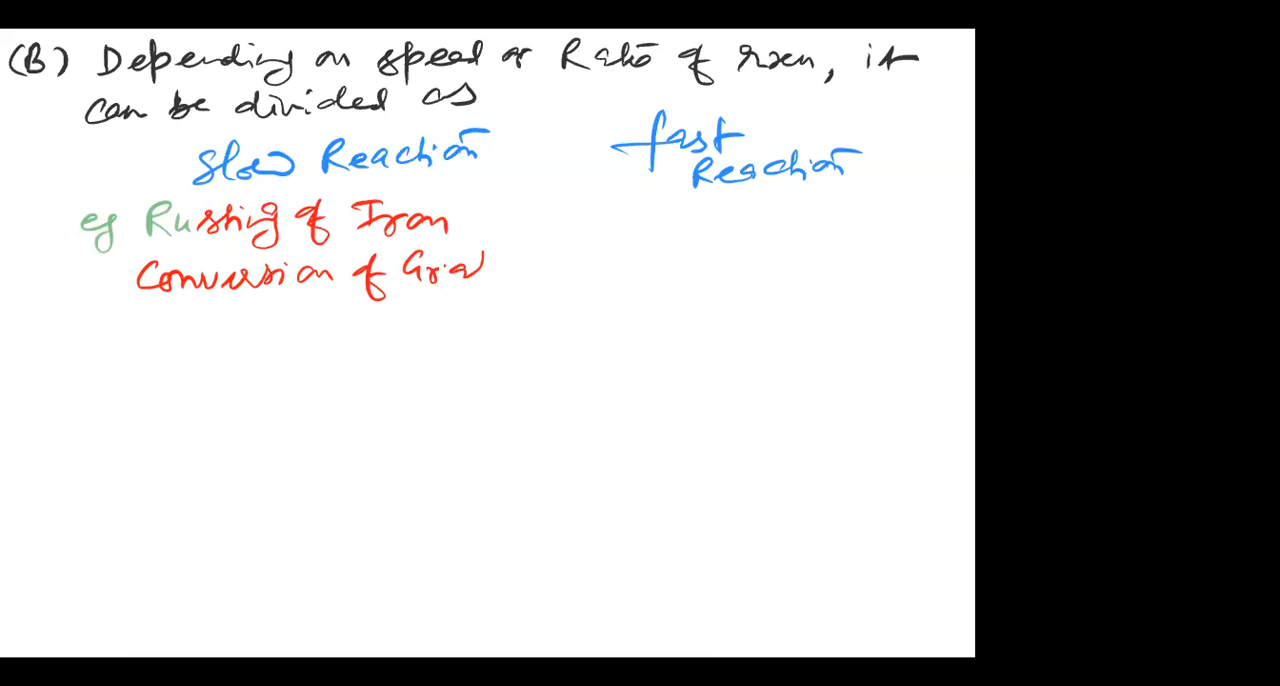 (B) Depending on speed or Rate of rxn, it
can be divided as
Slow Reaction
fast
Reaction
eg Rusting of Iron
Conversion of Gra